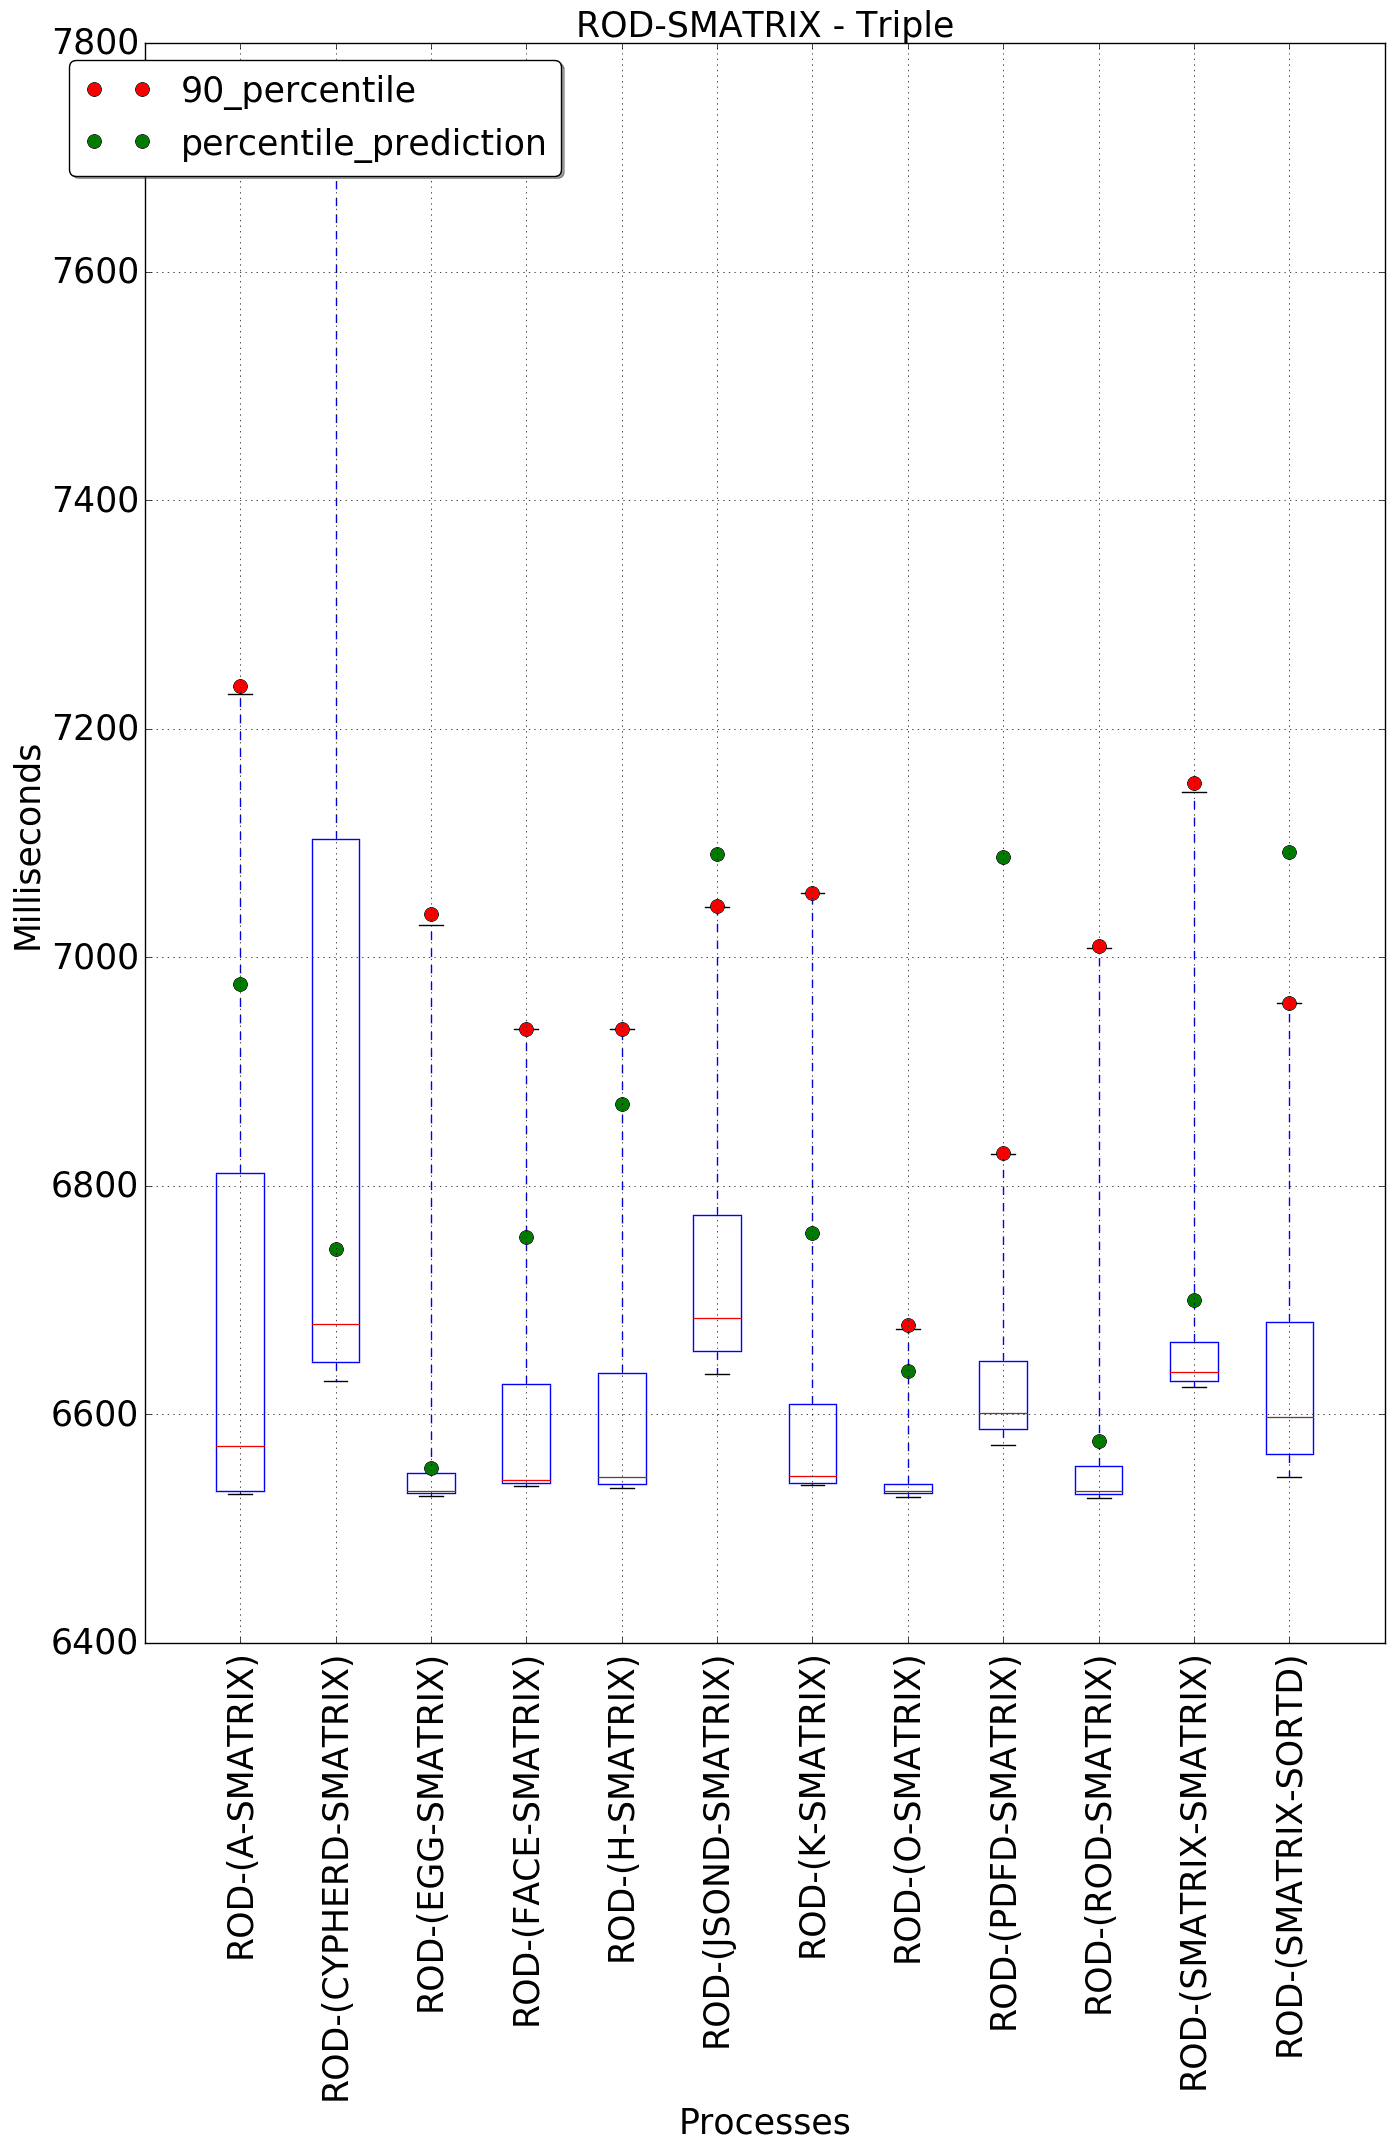 ROD-SMATRIX - Triple
90_percentile
percentile_prediction
7800
7600
7400
7200
7000
6800
6600
6400
Milliseconds
ROD-(A-SMATRIX)
ROD-(CYPHERD-SMATRIX)
ROD-(EGG-SMATRIX)
ROD-(FACE-SMATRIX)
ROD-(H-SMATRIX)
ROD-(JSOND-SMATRIX)
ROD-(K-SMATRIX)
ROD-(O-SMATRIX)
ROD-(PDFD-SMATRIX)
ROD-(ROD-SMATRIX)
ROD-(SMATRIX-SMATRIX)
ROD-(SMATRIX-SORTD)
Processes